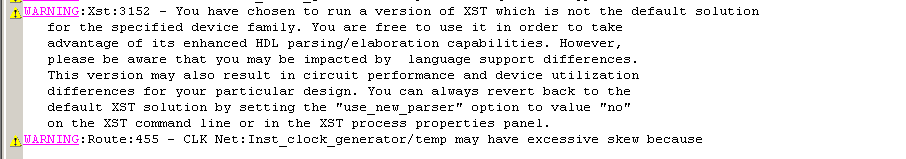 WARNING:Xst:3152 - You have chosen to run a version of XST which is not the default solution
for the specified device family. You are free to use it in order to take
advantage of its enhanced HDL parsing/elaboration capabilities. However,
please be aware that you may be impacted by  language support differences.
This version may also result in circuit performance and device utilization
differences for your particular design. You can always revert back to the
default XST solution by setting the "use_new_parser" option to value "no"
on the XST command line or in the XST process properties panel.
WARNING:Route:455 - CLK Net:Inst_clock_generator/temp may have excessive skew because